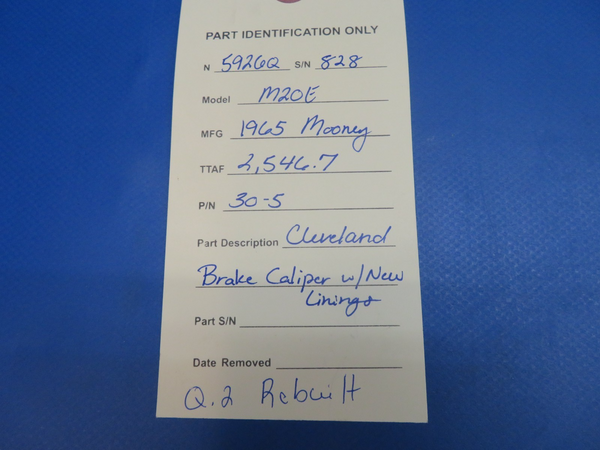 PART IDENTIFICATION ONLY
N 5926Q S/N 828
Model M20E
MFG 1965 Mooney
TTAF 2,546.7
P/N 30-5
Part Description Cleveland
Brake Caliper w/New
Linings
Part S/N
Date Removed
Q.2 Rebuilt